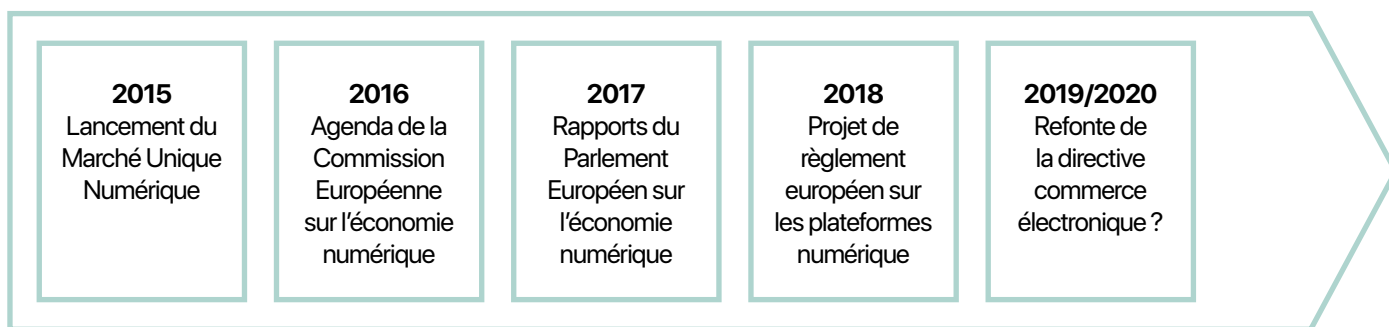 2015
Lancement du
Marché Unique
Numérique
2016
Agenda de la
Commission
Européenne
sur l’économie
numérique
2017
Rapports du
Parlement
Européen sur
l’économie
numérique
2018
Projet de
règlement
européen sur
les plateformes
numérique
2019/2020
Refonte de
la directive
commerce
électronique ?